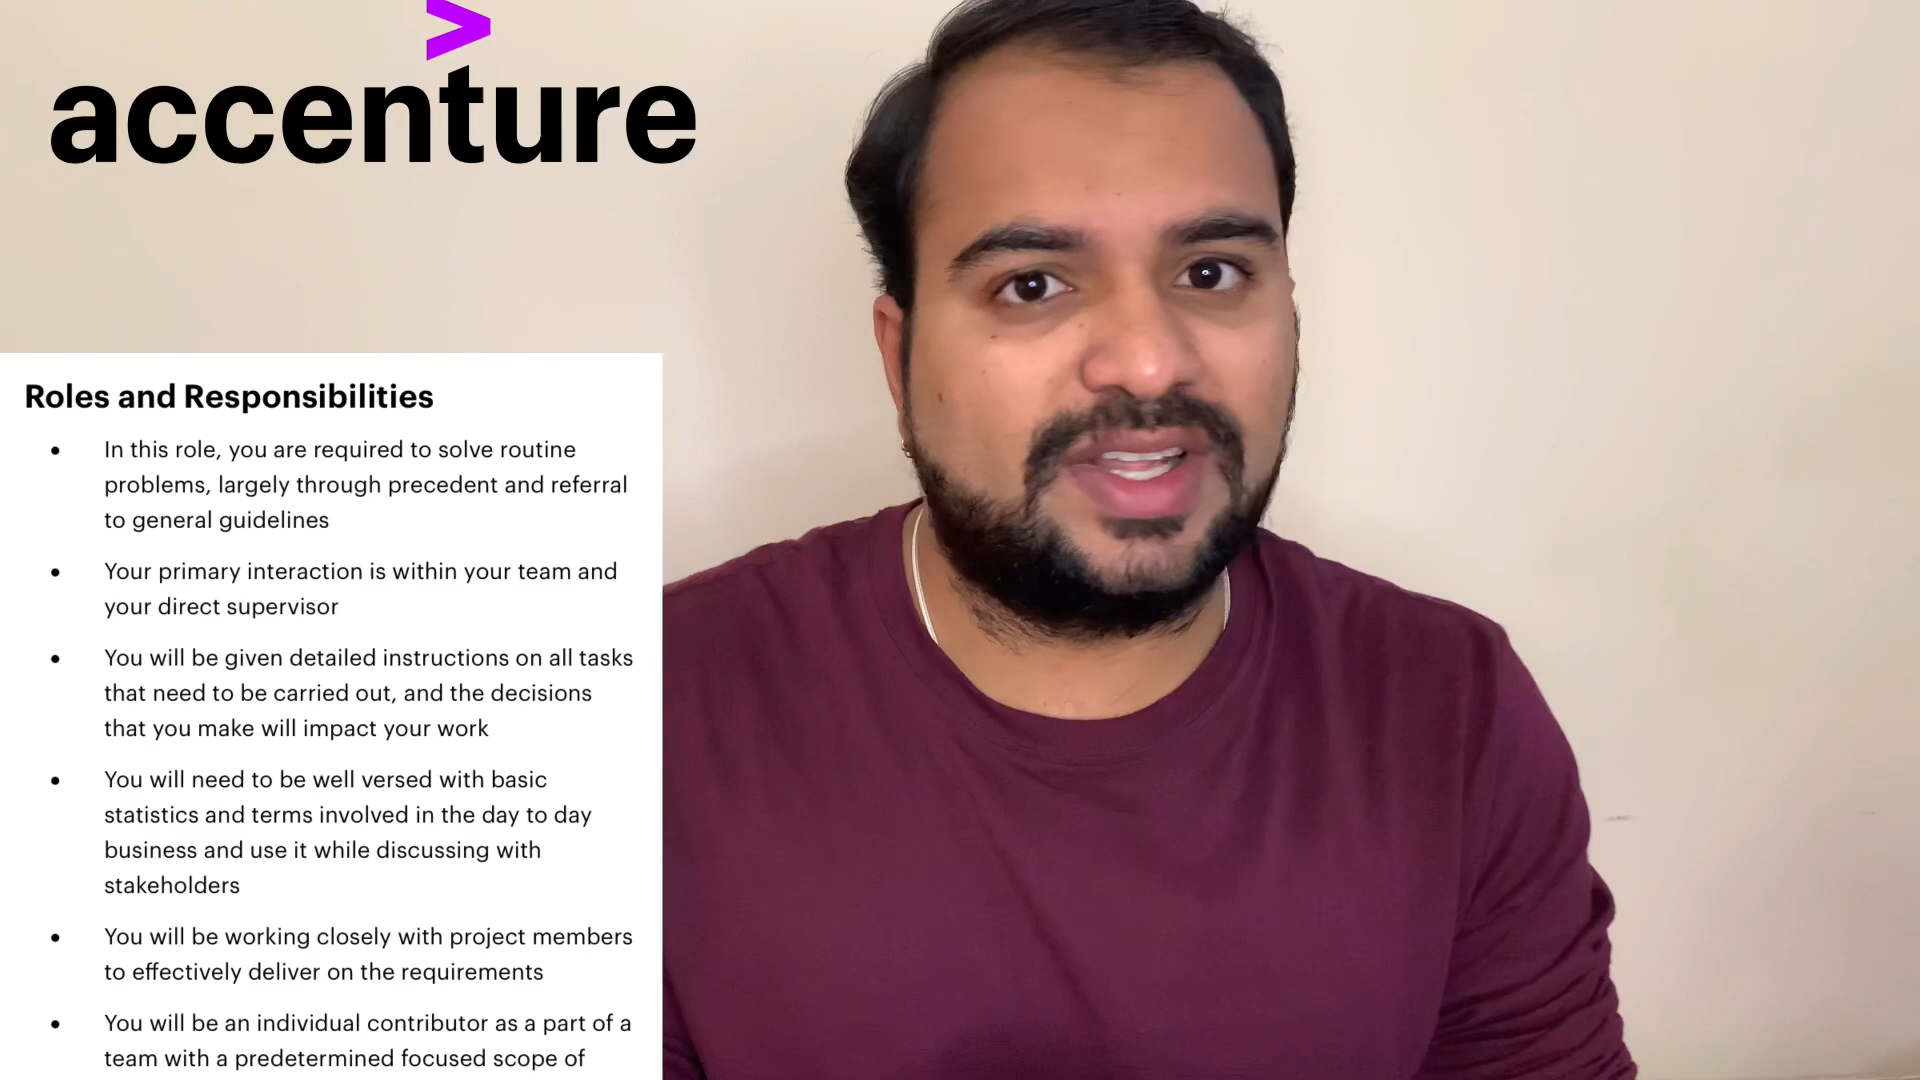 accenture
Roles and Responsibilities
• In this role, you are required to solve routine
problems, largely through precedent and referral
to general guidelines
• Your primary interaction is within your team and
your direct supervisor
• You will be given detailed instructions on all tasks
that need to be carried out, and the decisions
that you make will impact your work
• You will need to be well versed with basic
statistics and terms involved in the day to day
business and use it while discussing with
stakeholders
• You will be working closely with project members
to effectively deliver on the requirements
• You will be an individual contributor as a part of a
team with a predetermined focused scope of